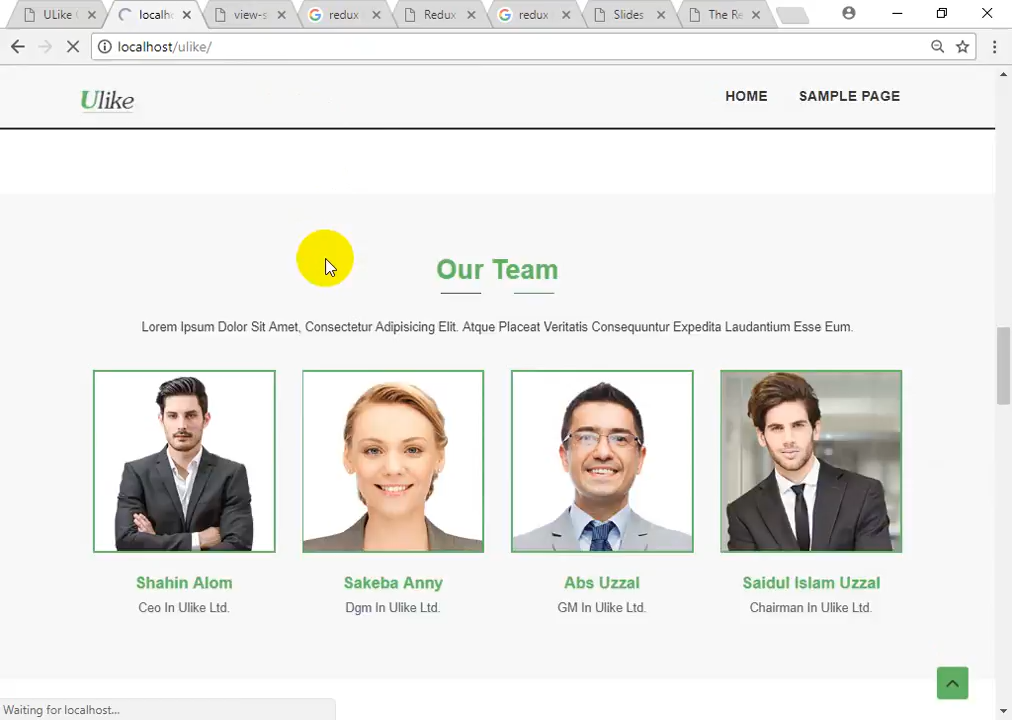 ULike
localh
view-s
redux
Redux
redux
Slides
The Re
localhost/ulike/
Ulike
HOME
SAMPLE PAGE
Our Team
Lorem Ipsum Dolor Sit Amet, Consectetur Adipisicing Elit. Atque Placeat Veritatis Consequuntur Expedita Laudantium Esse Eum.
Shahin Alom
Sakeba Anny
Abs Uzzal
Saidul Islam Uzzal
Ceo In Ulike Ltd.
Dgm In Ulike Ltd.
GM In Ulike Ltd.
Chairman In Ulike Ltd.
Waiting for localhost...